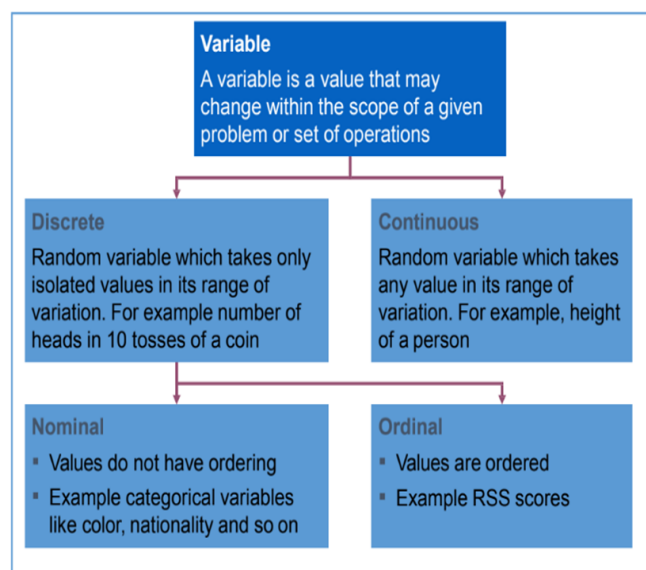 Variable
A variable is a value that may
change within the scope of a given
problem or set of operations
Discrete
Random variable which takes only
isolated values in its range of
variation. For example number of
heads in 10 tosses of a coin
Continuous
Random variable which takes
any value in its range of
variation. For example, height
of a person
Nominal
▪ Values do not have ordering
▪ Example categorical variables
like color, nationality and so on
Ordinal
▪ Values are ordered
▪ Example RSS scores